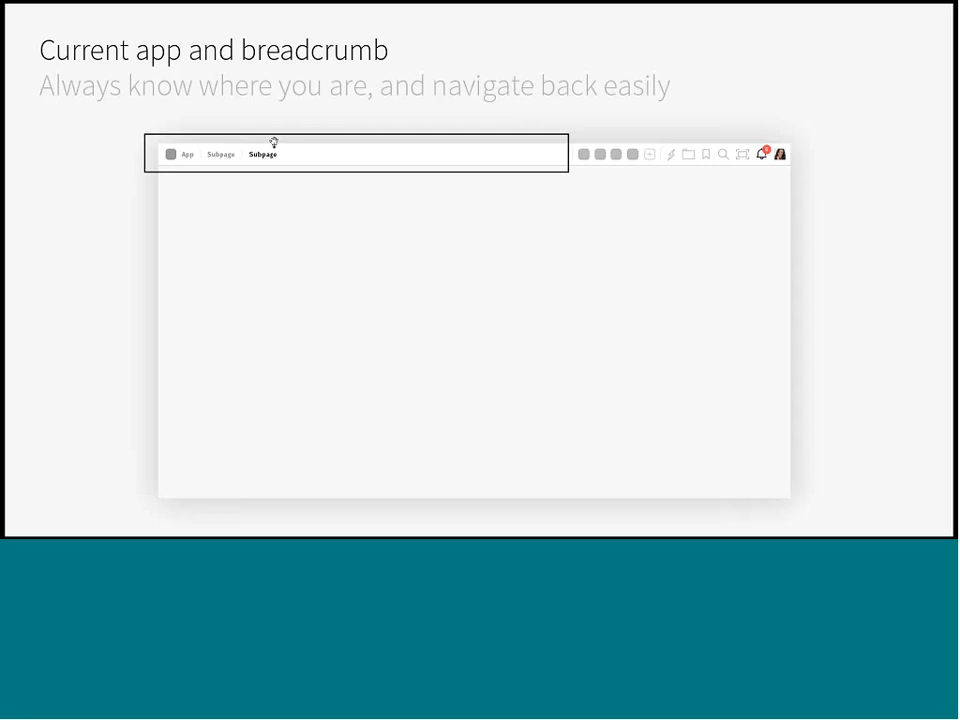 Current app and breadcrumb
Always know where you are, and navigate back easily
App Subpage Subpage